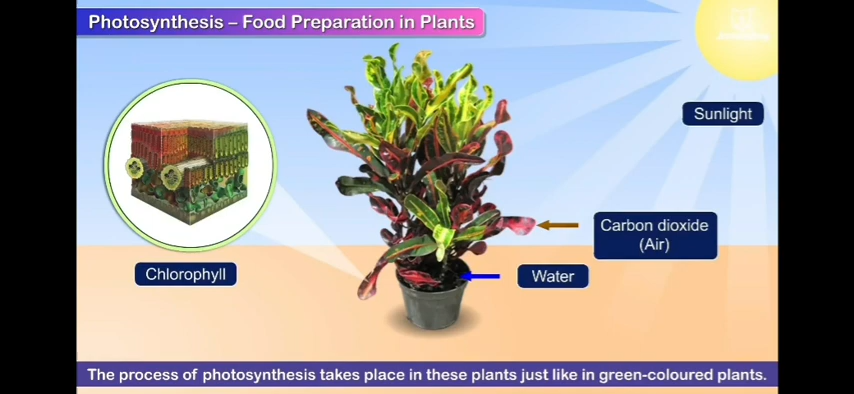 Photosynthesis – Food Preparation in Plants
Sunlight
Carbon dioxide
(Air)
Chlorophyll
Water
The process of photosynthesis takes place in these plants just like in green-coloured plants.